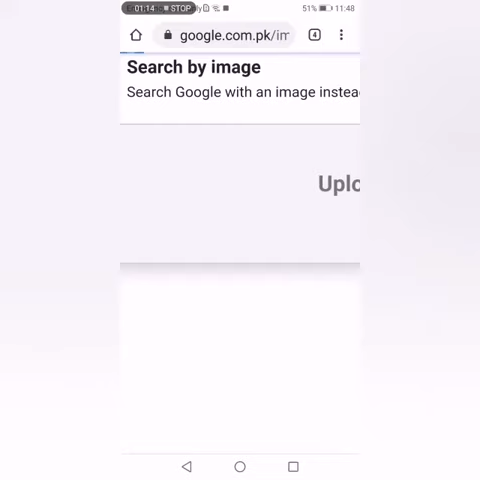 01:14 STOP
51% 11:48
google.com.pk/im
4
Search by image
Search Google with an image instea
Uplo